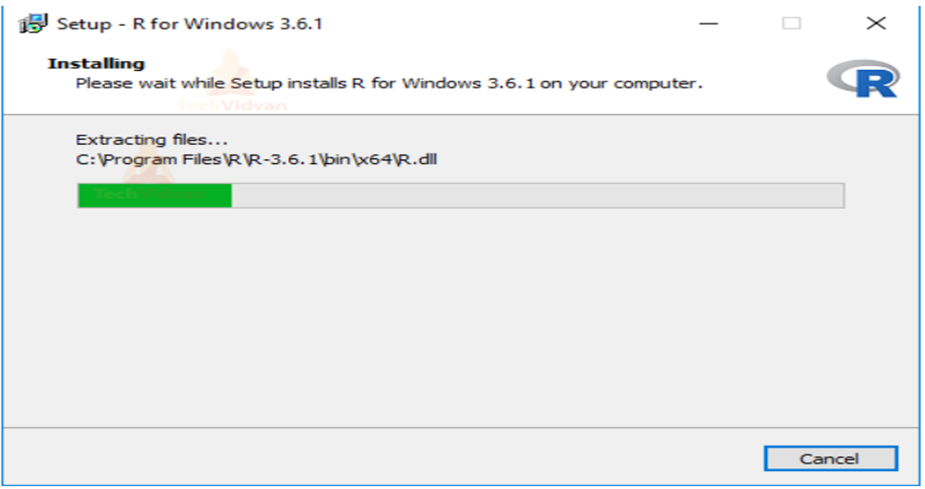 Setup - R for Windows 3.6.1
Installing
Please wait while Setup installs R for Windows 3.6.1 on your computer.
TechVidvan
R
Extracting files...
C:\Program Files\R\R-3.6.1\bin\x64\R.dll
Tech
Cancel